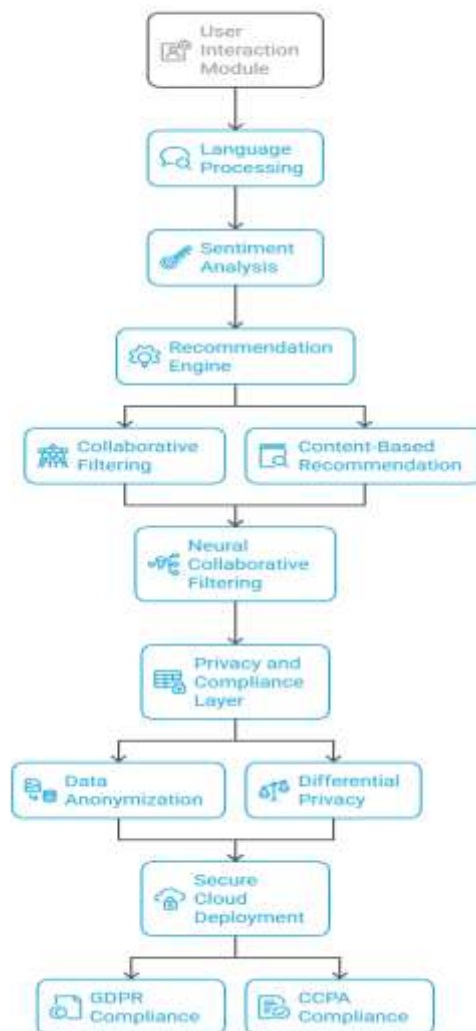 User
Interaction
Module
Language
Processing
Sentiment
Analysis
Recommendation
Engine
Collaborative
Filtering
Content-Based
Recommendation
Neural
Collaborative
Filtering
Privacy and
Compliance
Layer
Data
Anonymization
Differential
Privacy
Secure
Cloud
Deployment
GDPR
Compliance
CCPA
Compliance